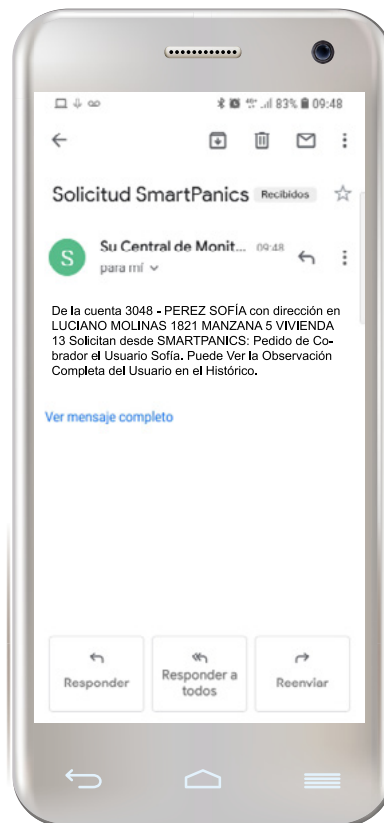 83% 09:48
Solicitud SmartPanics Recibidos
S
Su Central de Monit... 09:48
para mí
De la cuenta 3048 - PEREZ SOFÍA con dirección en
LUCIANO MOLINAS 1821 MANZANA 5 VIVIENDA
13 Solicitan desde SMARTPANICS: Pedido de Co-
brador el Usuario Sofía. Puede Ver la Observación
Completa del Usuario en el Histórico.
Ver mensaje completo
Responder
Responder a
todos
Reenviar